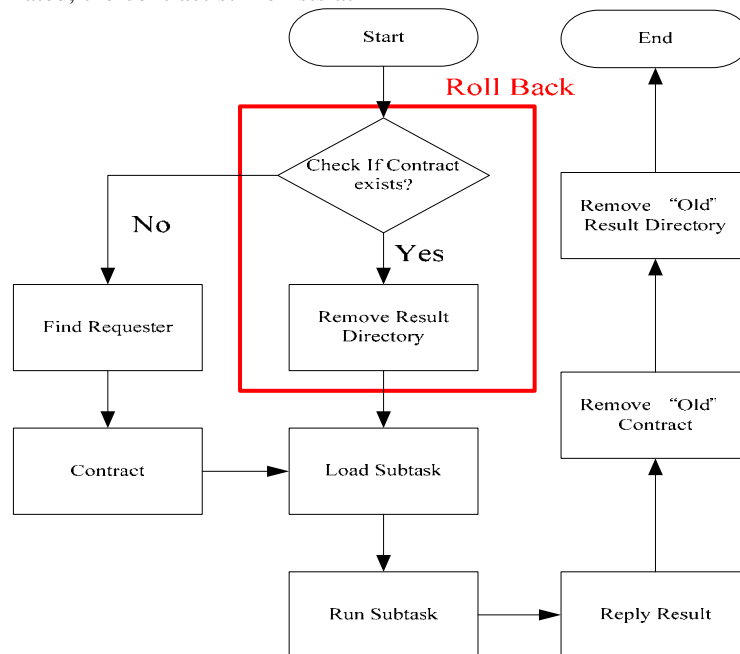 Start
End
Roll Back
Check If Contract
exists?
No
Yes
Find Requester
Remove Result
Directory
Remove “Old”
Result Directory
Contract
Load Subtask
Remove “Old”
Contract
Run Subtask
Reply Result